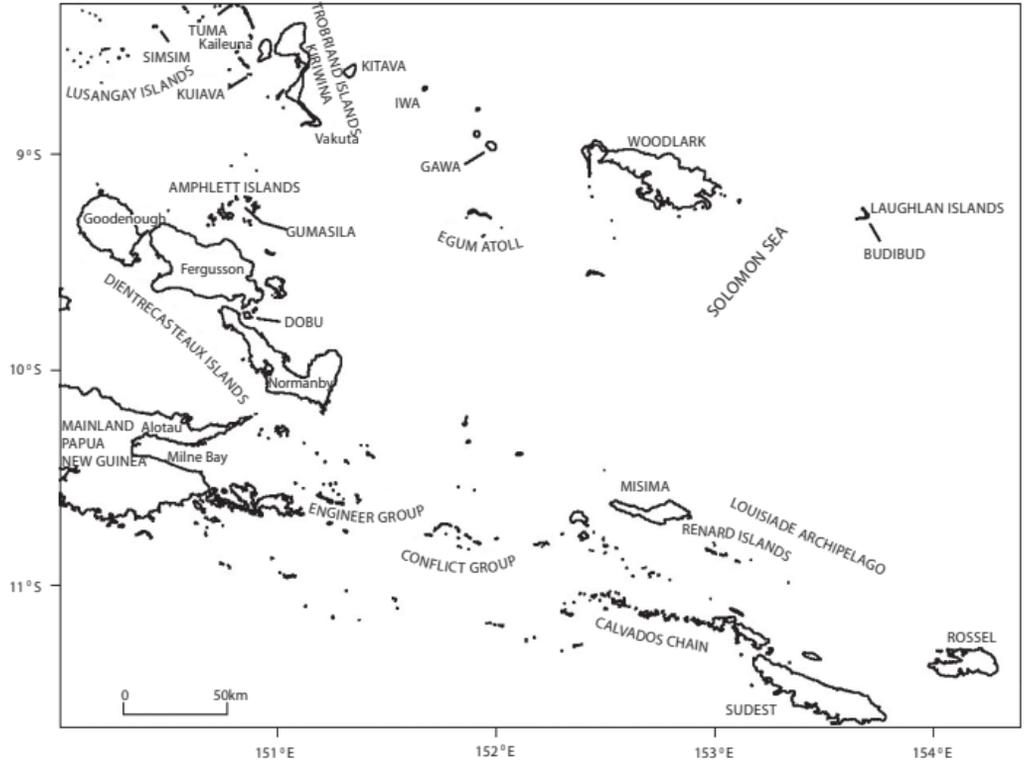 TUMA
Kaileuna
SIMSIM
LUSANGAY ISLANDS
KUIAVA
TROBRIAND ISLANDS
KIRIWINA
KITAVA
IWA
Vakuta
9°S
GAWA
WOODLARK
AMPHLETT ISLANDS
Goodenough
GUMASILA
EGUM ATOLL
LAUGHLAN ISLANDS
BUDIBUD
SOLOMON SEA
Fergusson
DIENTRECASTEAUX ISLANDS
DOBU
10°S
Normanby
MAINLAND
PAPUA
NEW GUINEA
Alotau
Milne Bay
ENGINEER GROUP
CONFLICT GROUP
MISIMA
RENARD ISLANDS
LOUISIADE ARCHIPELAGO
11°S
CALVADOS CHAIN
ROSSEL
SUDEST
0 50km
151°E 152°E 153°E 154°E